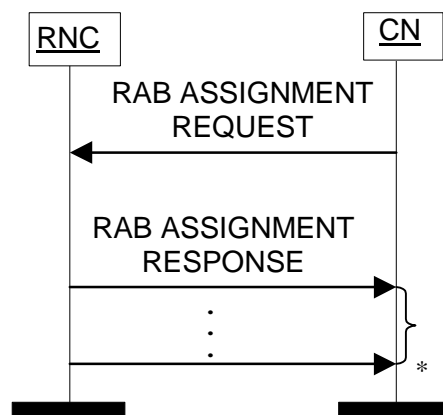 RNC
CN
RAB ASSIGNMENT
REQUEST
RAB ASSIGNMENT
RESPONSE
*